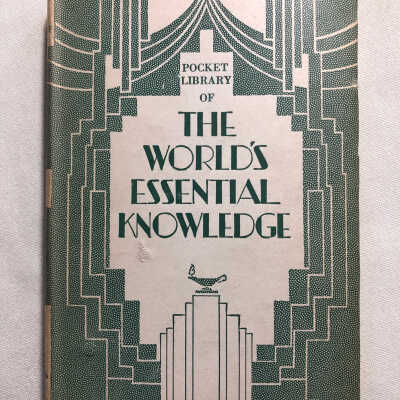 POCKET
LIBRARY
OF
THE
WORLD'S
ESSENTIAL
KNOWLEDGE